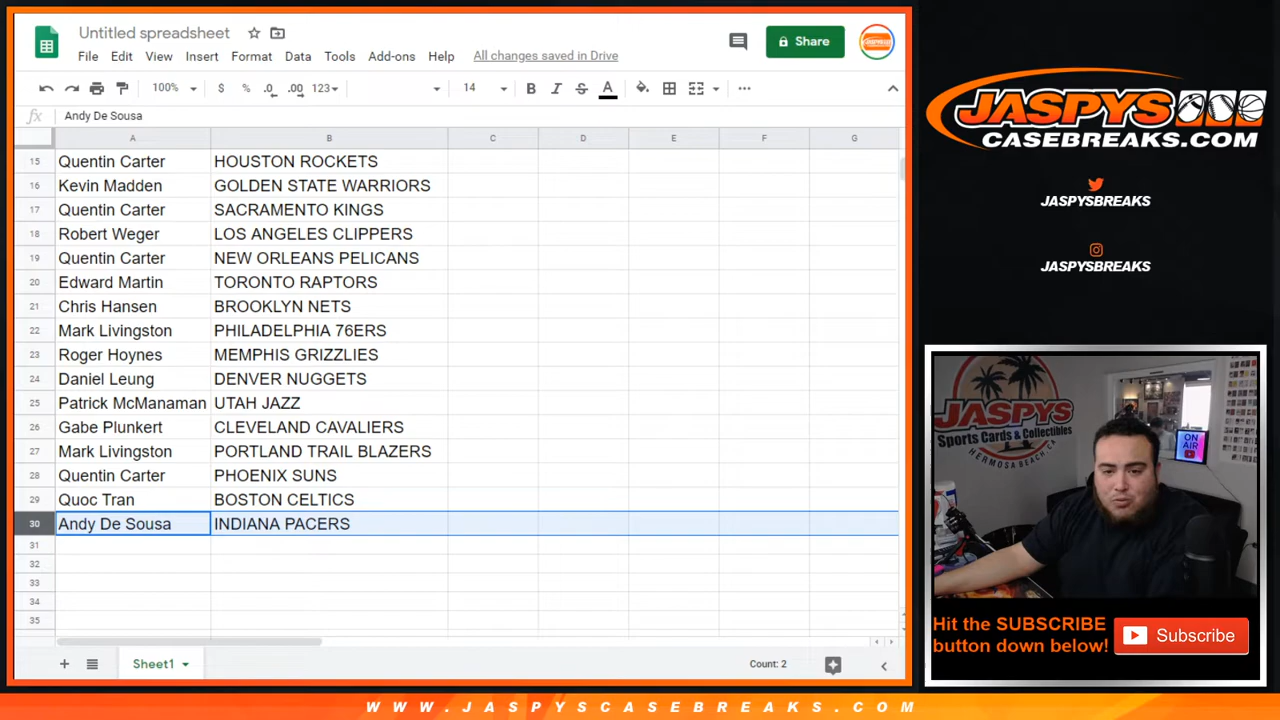 Untitled spreadsheet
File Edit View Insert Format Data Tools Add-ons Help All changes saved in Drive
Share
100% $ % .0 .00 123 14 B I S A
fx Andy De Sousa
A B C D E F G
15 Quentin Carter HOUSTON ROCKETS
16 Kevin Madden GOLDEN STATE WARRIORS
17 Quentin Carter SACRAMENTO KINGS
18 Robert Weger LOS ANGELES CLIPPERS
19 Quentin Carter NEW ORLEANS PELICANS
20 Edward Martin TORONTO RAPTORS
21 Chris Hansen BROOKLYN NETS
22 Mark Livingston PHILADELPHIA 76ERS
23 Roger Hoynes MEMPHIS GRIZZLIES
24 Daniel Leung DENVER NUGGETS
25 Patrick McManaman UTAH JAZZ
26 Gabe Plunkert CLEVELAND CAVALIERS
27 Mark Livingston PORTLAND TRAIL BLAZERS
28 Quentin Carter PHOENIX SUNS
29 Quoc Tran BOSTON CELTICS
30 Andy De Sousa INDIANA PACERS
31
32
33
34
35
Sheet1
Count: 2
JASPYS
CASEBREAKS.COM
JASPYSBREAKS
JASPYSBREAKS
JASPYS
Sports Cards & Collectibles
HERMOSA BEACH, CA
ON
AIR
Hit the SUBSCRIBE
button down below!
Subscribe
WWW.JASPYSCASEBREAKS.COM